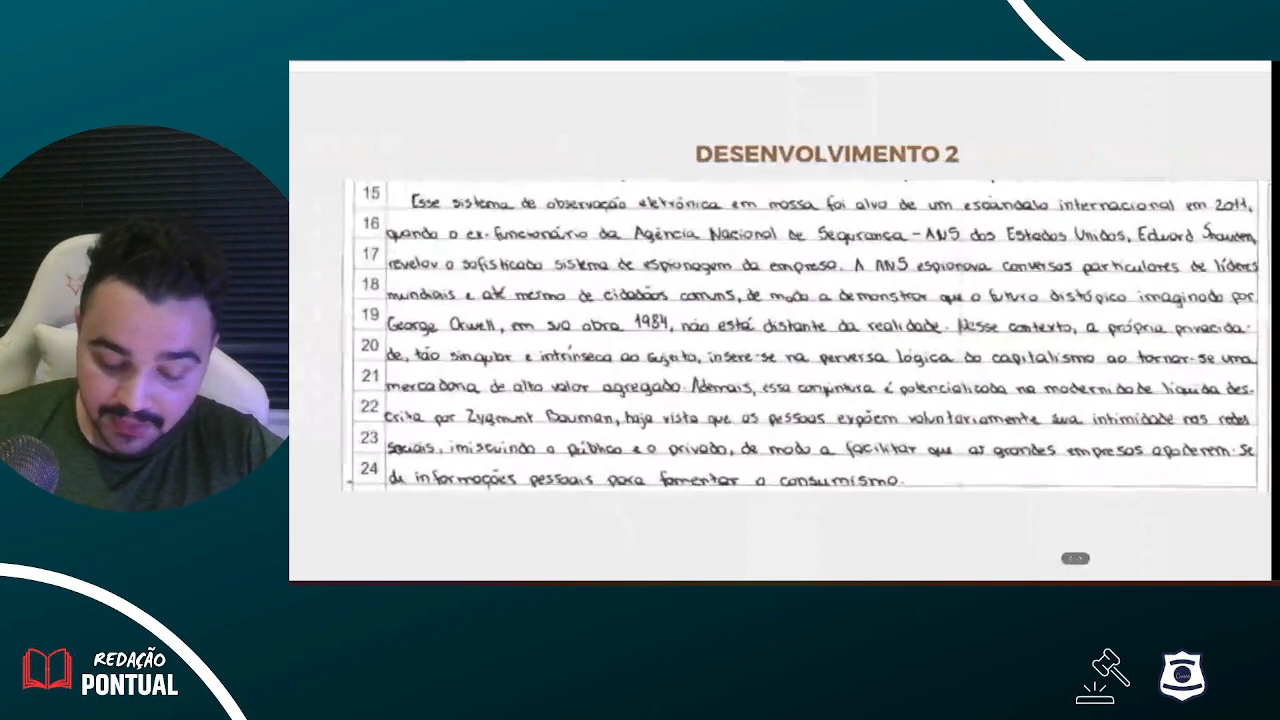 DESENVOLVIMENTO 2
15 Esse sistema de observação eletrônica em massa foi alvo de um escândalo internacional em 2011,
16 quando o ex-funcionário da Agência Nacional de Segurança - ANS dos Estados Unidos, Edward Snowden,
17 revelou o sofisticado sistema de espionagem da empresa. A ANS espionava conversas particulares de líderes
18 mundiais e até mesmo de cidadãos comuns, de modo a demonstrar que o futuro distópico imaginado por
19 George Orwell, em sua obra 1984, não está distante da realidade. Nesse contexto, a própria privacida-
20 de, tão singular e intrínseca ao sujeito, insere-se na perversa lógica do capitalismo ao tornar-se uma
21 mercadoria de alto valor agregado. Ademais, essa conjuntura é potencializada na modernidade líquida des-
22 crita por Zygmunt Bauman, haja vista que as pessoas expõem voluntariamente sua intimidade nas redes
23 sociais, imiscuindo o público e o privado, de modo a facilitar que as grandes empresas apoderem-se
24 de informações pessoais para fomentar o consumismo.
REDAÇÃO
PONTUAL